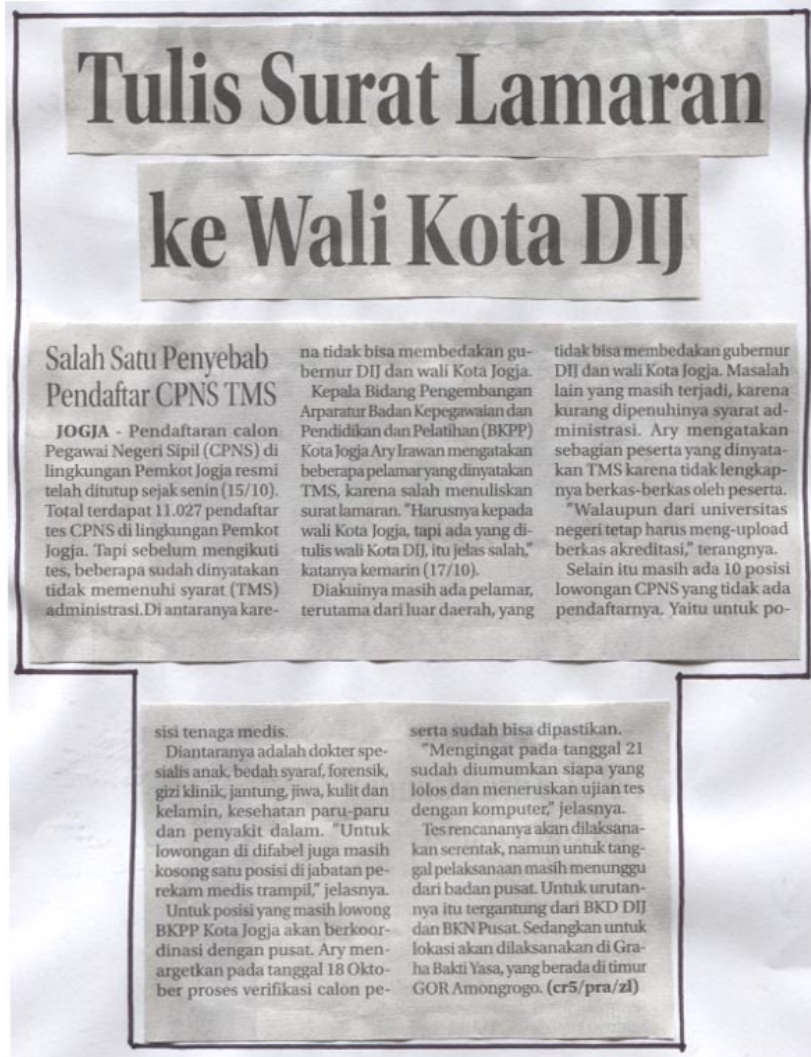 Tulis Surat Lamaran
ke Wali Kota DIJ
Salah Satu Penyebab
Pendaftar CPNS TMS
JOGJA - Pendaftaran calon
Pegawai Negeri Sipil (CPNS) di
lingkungan Pemkot Jogja resmi
telah ditutup sejak senin (15/10).
Total terdapat 11.027 pendaftar
tes CPNS di lingkungan Pemkot
Jogja. Tapi sebelum mengikuti
tes, beberapa sudah dinyatakan
tidak memenuhi syarat (TMS)
administrasi. Di antaranya kare-
na tidak bisa membedakan gu-
bernur DIJ dan wali Kota Jogja.
Kepala Bidang Pengembangan
Arparatur Badan Kepegawaian dan
Pendidikan dan Pelatihan (BKPP)
Kota Jogja Ary Irawan mengatakan
beberapa pelamar yang dinyatakan
TMS, karena salah menuliskan
surat lamaran. "Harusnya kepada
wali Kota Jogja, tapi ada yang di-
tulis wali Kota DIJ, itu jelas salah,"
katanya kemarin (17/10).
Diakuinya masih ada pelamar,
terutama dari luar daerah, yang
tidak bisa membedakan gubernur
DIJ dan wali Kota Jogja. Masalah
lain yang masih terjadi, karena
kurang dipenuhinya syarat ad-
ministrasi. Ary mengatakan
sebagian peserta yang dinyata-
kan TMS karena tidak lengkap-
nya berkas-berkas oleh peserta.
"Walaupun dari universitas
negeri tetap harus meng-upload
berkas akreditasi," terangnya.
Selain itu masih ada 10 posisi
lowongan CPNS yang tidak ada
pendaftarnya. Yaitu untuk po-
sisi tenaga medis.
Diantaranya adalah dokter spe-
sialis anak, bedah syaraf, forensik,
gizi klinik, jantung, jiwa, kulit dan
kelamin, kesehatan paru-paru
dan penyakit dalam. "Untuk
lowongan di difabel juga masih
kosong satu posisi di jabatan pe-
rekam medis trampil," jelasnya.
Untuk posisi yang masih lowong
BKPP Kota Jogja akan berkoor-
dinasi dengan pusat. Ary men-
argetkan pada tanggal 18 Okto-
ber proses verifikasi calon pe-
serta sudah bisa dipastikan.
"Mengingat pada tanggal 21
sudah diumumkan siapa yang
lolos dan meneruskan ujian tes
dengan komputer," jelasnya.
Tes rencananya akan dilaksana-
kan serentak, namun untuk tang-
gal pelaksanaan masih menunggu
dari badan pusat. Untuk urutan-
nya itu tergantung dari BKD DIJ
dan BKN Pusat. Sedangkan untuk
lokasi akan dilaksanakan di Gra-
ha Bakti Yasa, yang berada di timur
GOR Amongrogo. (cr5/pra/zl)